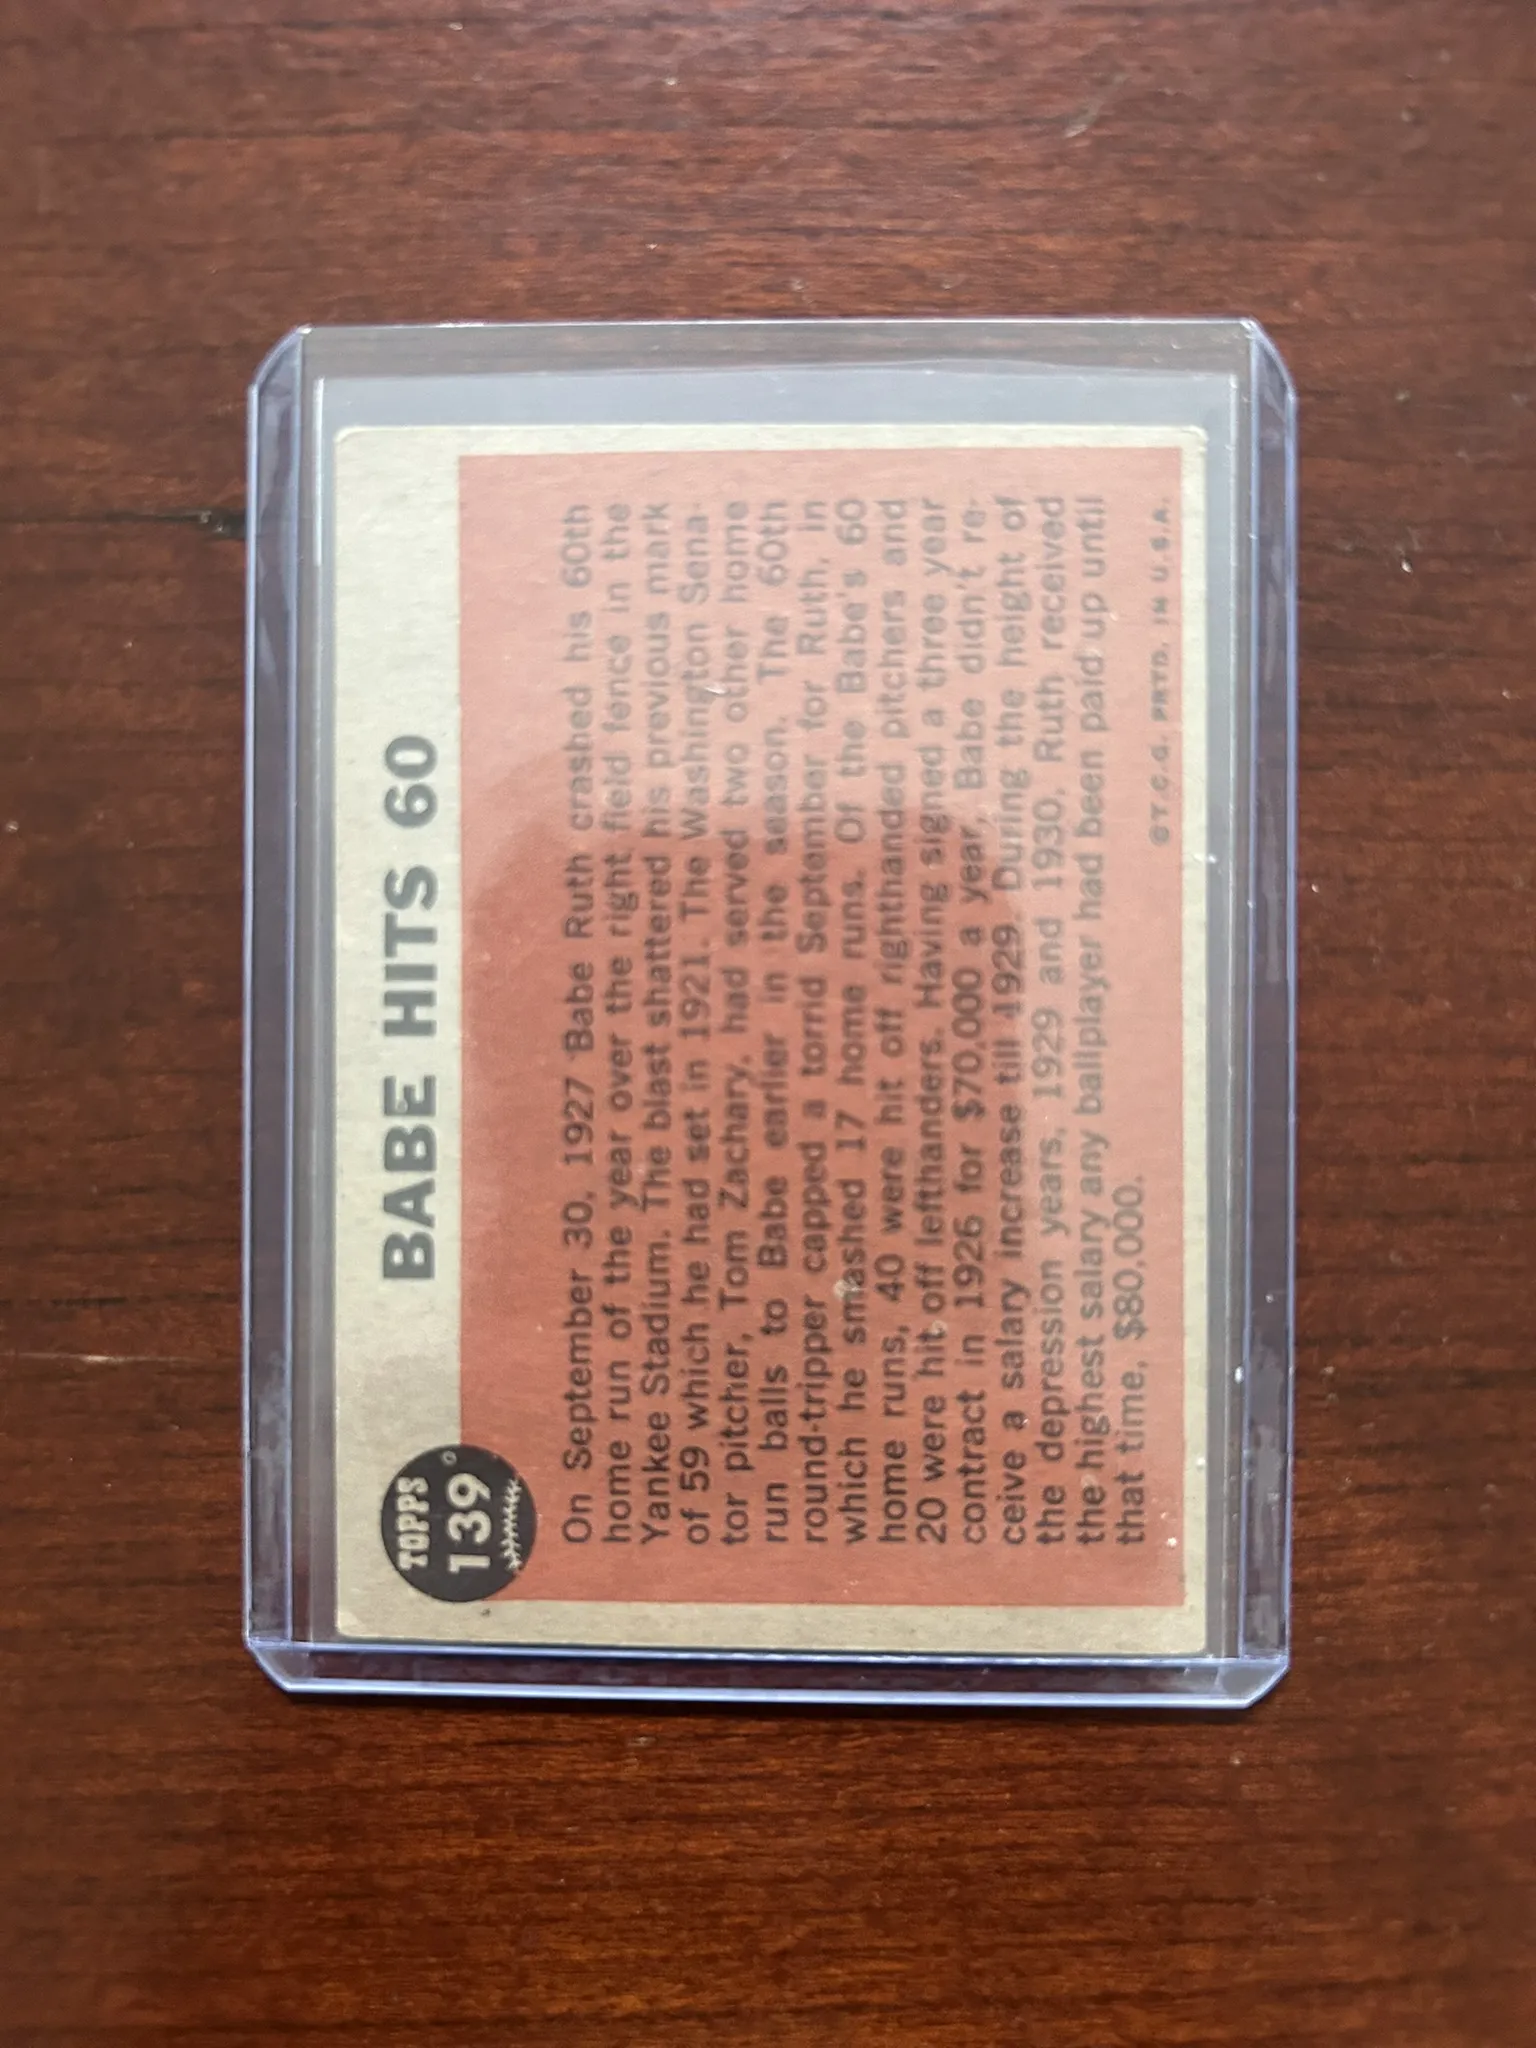 TOPPS
139
BABE HITS 60
On September 30, 1927 Babe Ruth crashed his 60th
home run of the year over the right field fence in the
Yankee Stadium. The blast shattered his previous mark
of 59 which he had set in 1921. The Washington Sena-
tor pitcher, Tom Zachary, had served two other home
run balls to Babe earlier in the season. The 60th
round-tripper capped a torrid September for Ruth, in
which he smashed 17 home runs. Of the Babe's 60
home runs, 40 were hit off righthanded pitchers and
20 were hit off lefthanders. Having signed a three year
contract in 1926 for $70,000 a year, Babe didn't re-
ceive a salary increase till 1929. During the height of
the depression years, 1929 and 1930, Ruth received
the highest salary any ballplayer had been paid up until
that time, $80,000.
©T.C.G. PRTD. IN U.S.A.